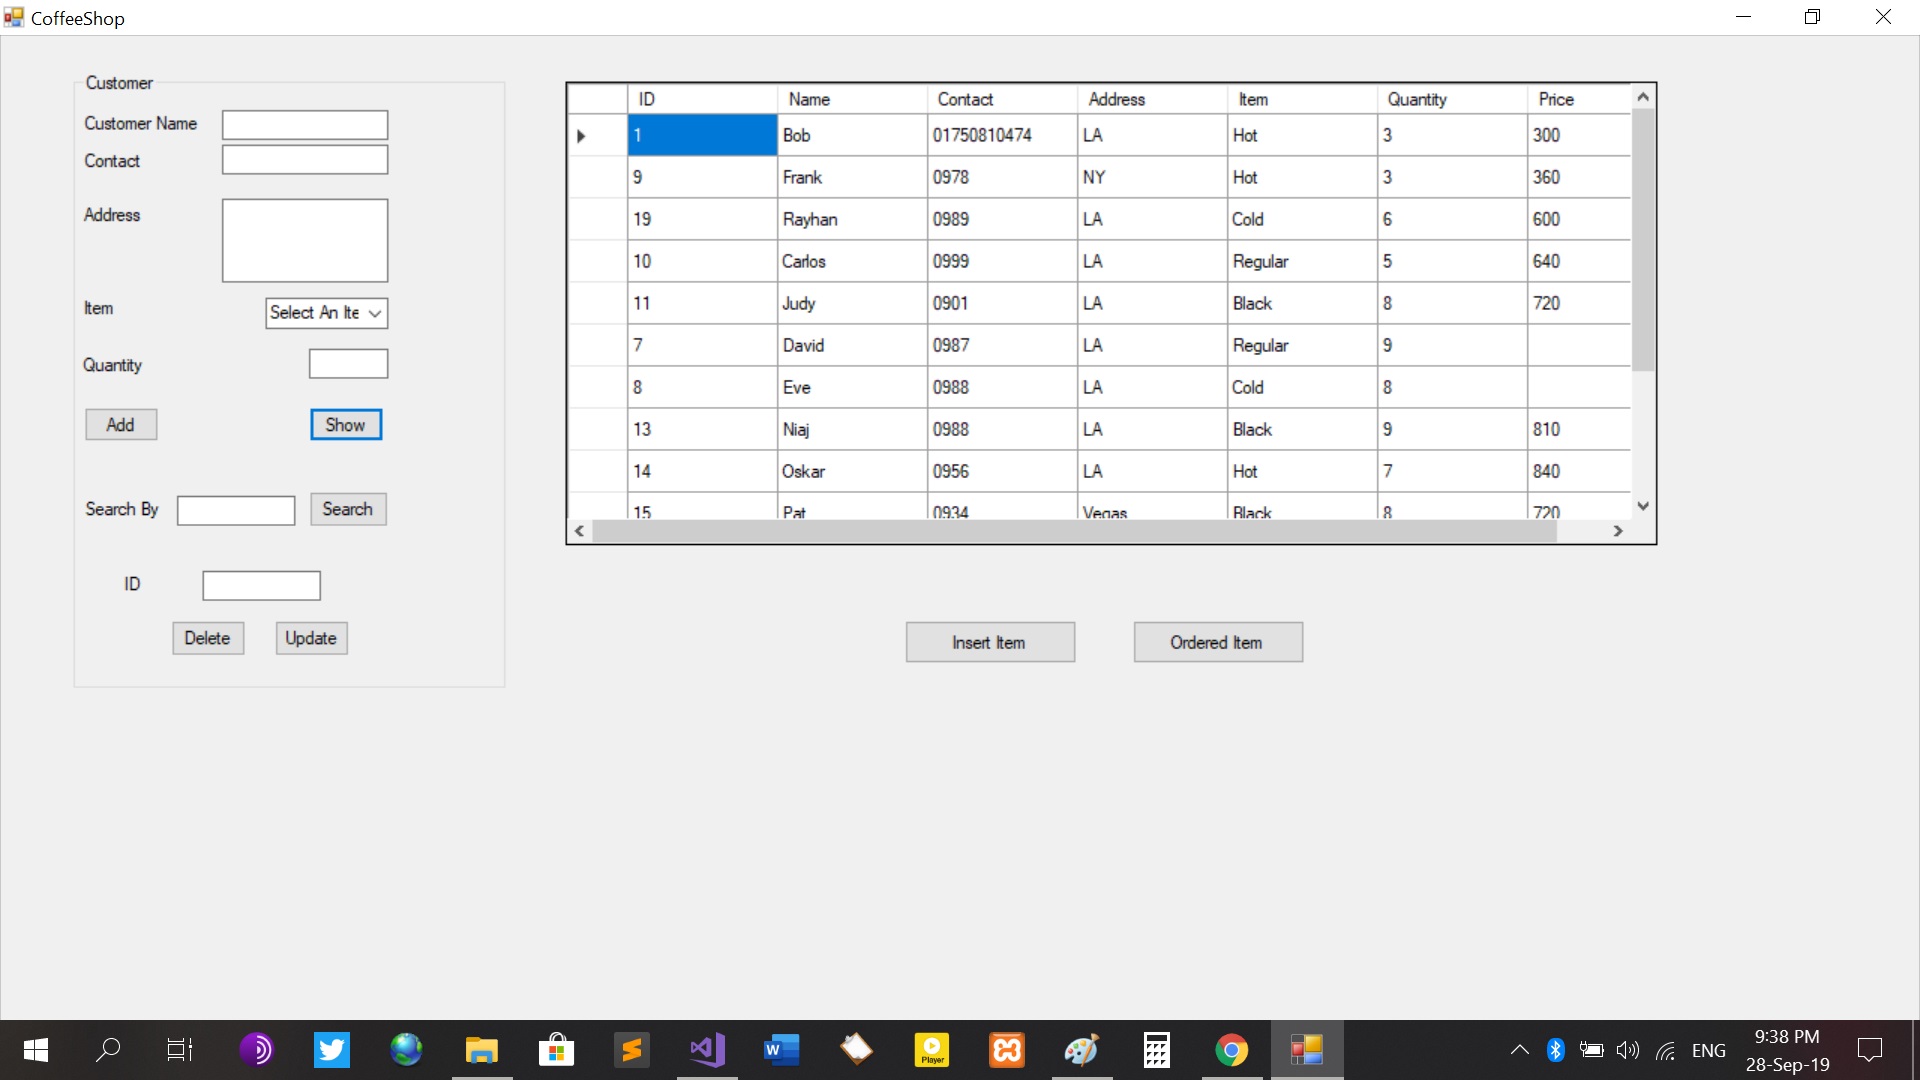 CoffeeShop
Customer
Customer Name
Contact
Address
Item
Select An Ite
Quantity
Add
Show
Search By
Search
ID
Delete
Update
ID Name Contact Address Item Quantity Price
1 Bob 01750810474 LA Hot 3 300
9 Frank 0978 NY Hot 3 360
19 Rayhan 0989 LA Cold 6 600
10 Carlos 0999 LA Regular 5 640
11 Judy 0901 LA Black 8 720
7 David 0987 LA Regular 9
8 Eve 0988 LA Cold 8
13 Niaj 0988 LA Black 9 810
14 Oskar 0956 LA Hot 7 840
15 Pat 0934 Vegas Black 8 720
Insert Item
Ordered Item
W
Player
ENG
9:38 PM
28-Sep-19